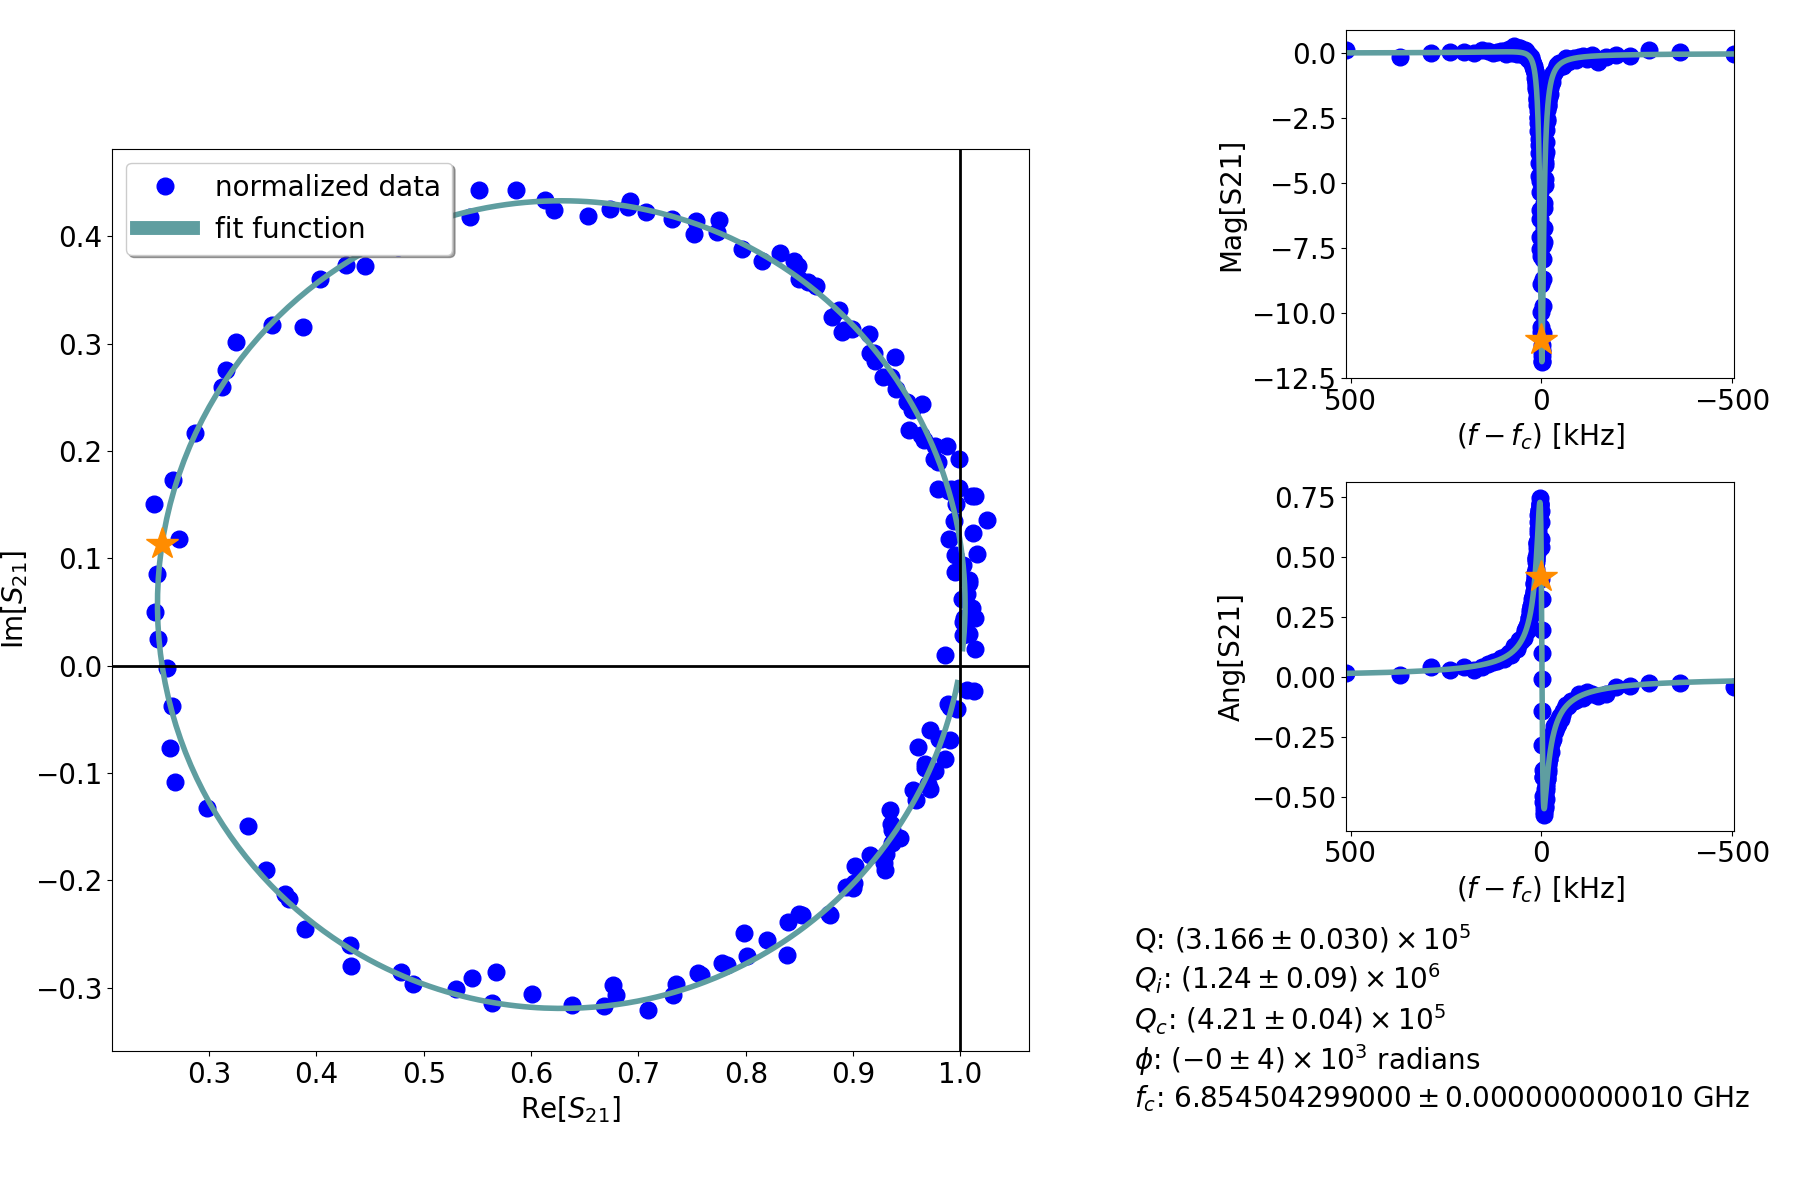 normalized data
fit function
0.4
0.3
0.2
0.1
0.0
−0.1
−0.2
−0.3
Im[S21]
0.3 0.4 0.5 0.6 0.7 0.8 0.9 1.0
Re[S21]
0.0
−2.5
−5.0
−7.5
−10.0
−12.5
Mag[S21]
500 0 −500
(f − fc) [kHz]
0.75
0.50
0.25
0.00
−0.25
−0.50
Ang[S21]
500 0 −500
(f − fc) [kHz]
Q: (3.166 ± 0.030) × 10^5
Qi: (1.24 ± 0.09) × 10^6
Qc: (4.21 ± 0.04) × 10^5
ϕ: (−0 ± 4) × 10^3 radians
fc: 6.854504299000 ± 0.000000000010 GHz